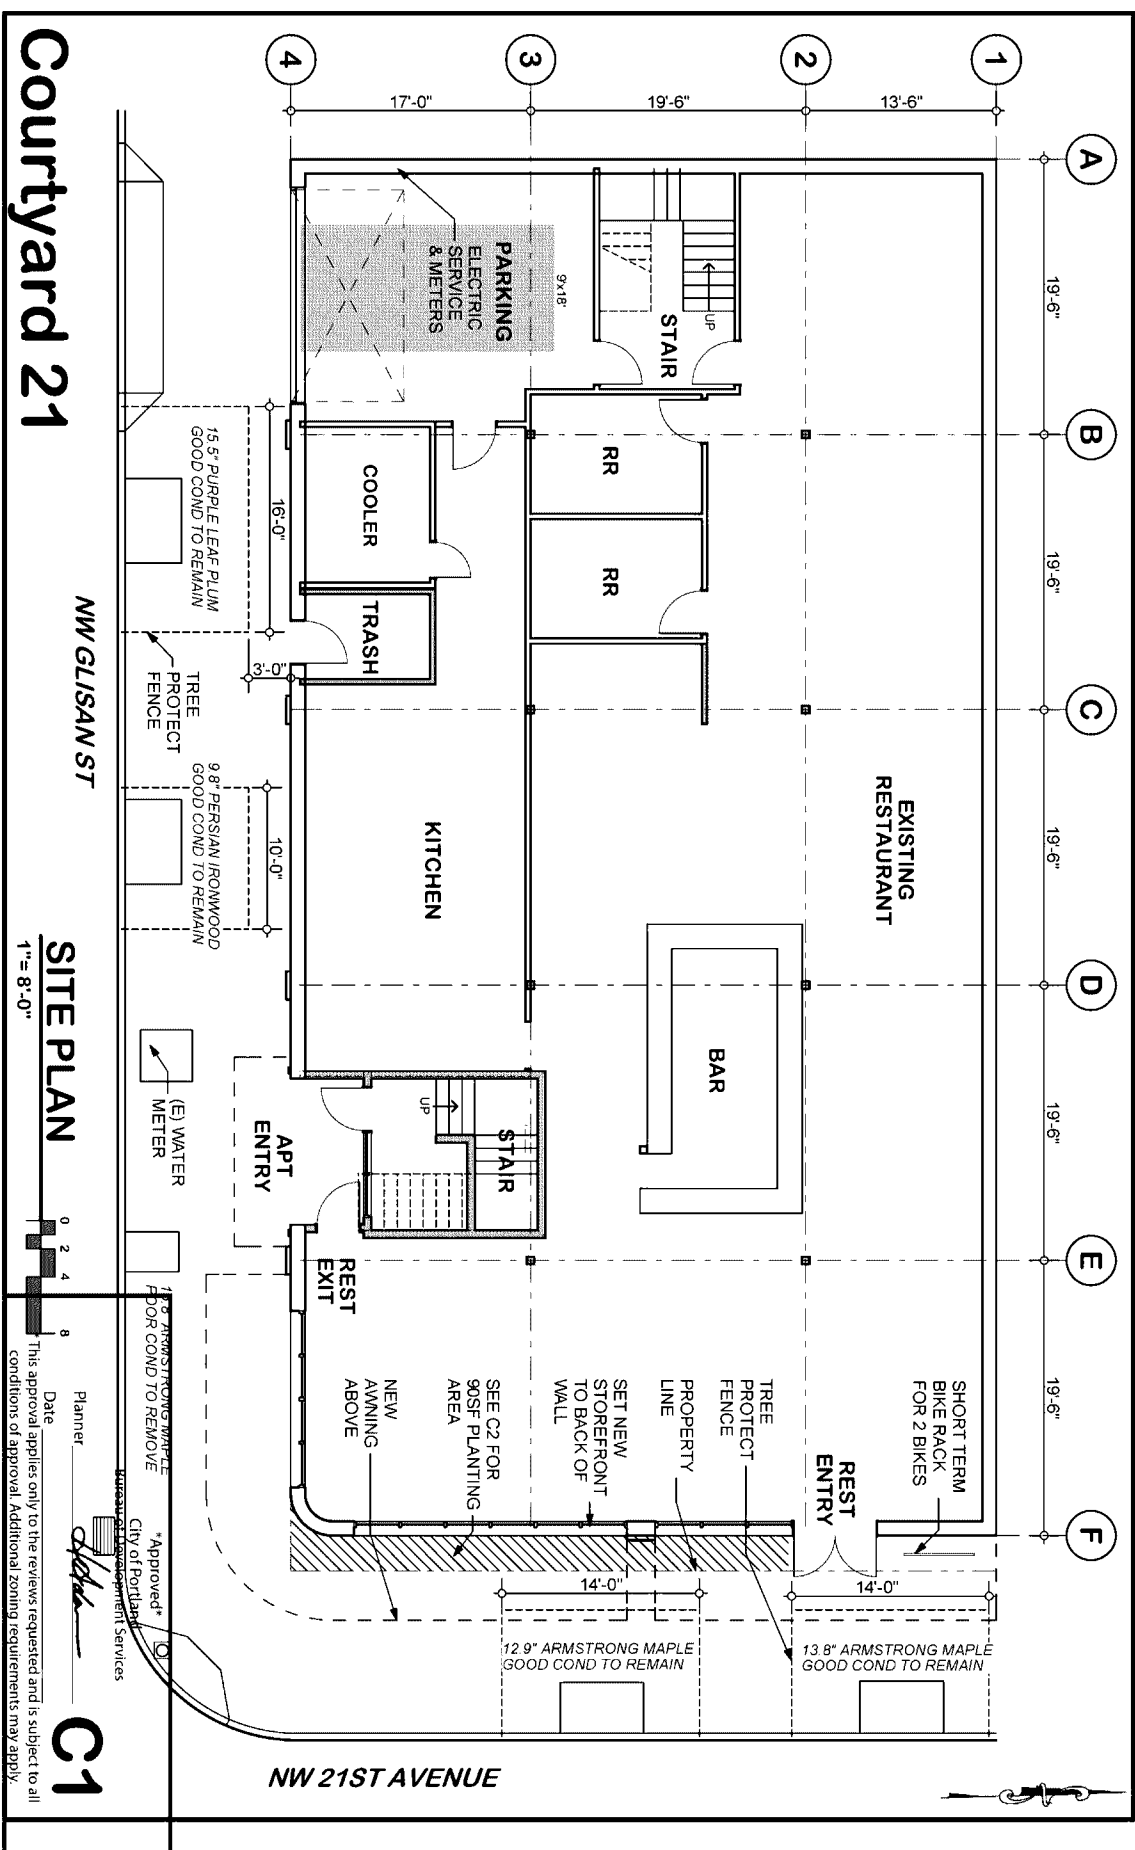 1
2
3
4
13'-6"
19'-6"
17'-0"
A
B
C
D
E
F
19'-6"
19'-6"
19'-6"
19'-6"
19'-6"
PARKING
ELECTRIC
SERVICE
& METERS
9'x18'
UP
STAIR
RR
RR
COOLER
TRASH
KITCHEN
EXISTING
RESTAURANT
BAR
STAIR
UP
APT
ENTRY
REST
EXIT
REST
ENTRY
SHORT TERM
BIKE RACK
FOR 2 BIKES
TREE
PROTECT
FENCE
PROPERTY
LINE
SET NEW
STOREFRONT
TO BACK OF
WALL
SEE C2 FOR
90SF PLANTING
AREA
NEW
AWNING
ABOVE
14'-0"
14'-0"
12.9" ARMSTRONG MAPLE
GOOD COND TO REMAIN
13.8" ARMSTRONG MAPLE
GOOD COND TO REMAIN
NW 21ST AVENUE
16'-0"
15.5" PURPLE LEAF PLUM
GOOD COND TO REMAIN
3'-0"
TREE
PROTECT
FENCE
10'-0"
9.8" PERSIAN IRONWOOD
GOOD COND TO REMAIN
(E) WATER
METER
ARMSTRONG MAPLE
POOR COND TO REMOVE
NW GLISAN ST
Courtyard 21
SITE PLAN
1"= 8'-0"
0 2 4 8
*Approved*
City of Portland
Bureau of Development Services
Planner
Date
*This approval applies only to the reviews requested and is subject to all
conditions of approval. Additional zoning requirements may apply.
C1